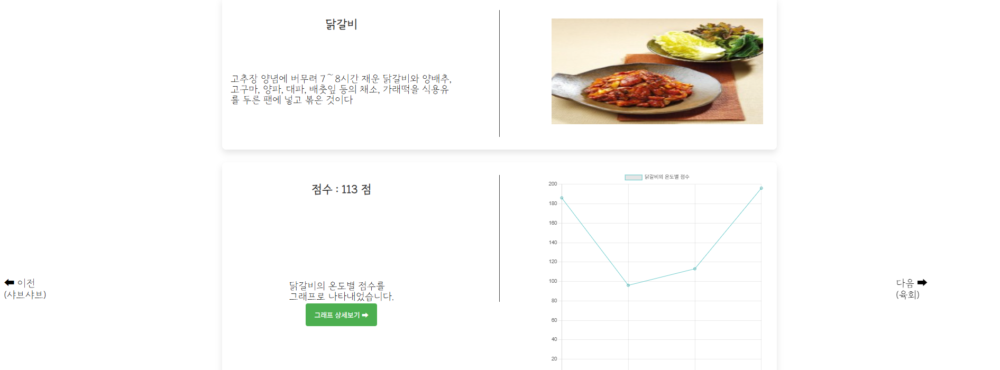 닭갈비
고추장 양념에 버무려 7~8시간 재운 닭갈비와 양배추,
고구마, 양파, 대파, 배춧잎 등의 채소, 가래떡을 식용유
를 두른 팬에 넣고 볶은 것이다
점수 : 113 점
닭갈비의 온도별 점수를
그래프로 나타내었습니다.
그래프 상세보기 ➡
닭갈비의 온도별 점수
200
180
160
140
120
100
80
60
40
20
⬅ 이전
(샤브샤브)
다음 ➡
(육회)